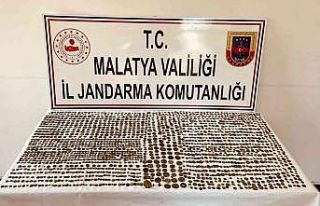 T.C.
MALATYA VALİLİĞİ
İL JANDARMA KOMUTANLIĞI